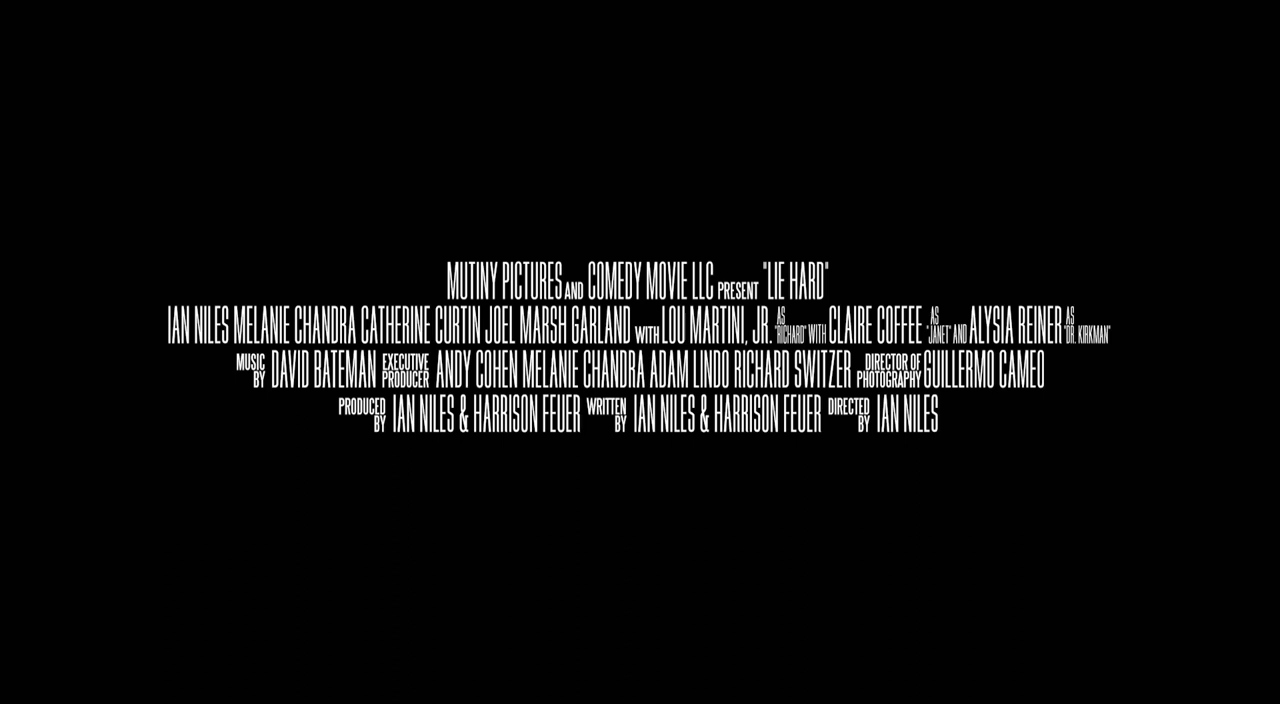 MUTINY PICTURES AND COMEDY MOVIE LLC PRESENT "LIE HARD"
IAN NILES MELANIE CHANDRA CATHERINE CURTIN JOEL MARSH GARLAND WITH LOU MARTINI, JR. AS "RICHARD" WITH CLAIRE COFFEE AS "JANET" AND ALYSIA REINER AS "DR. KIRKMAN"
MUSIC BY DAVID BATEMAN EXECUTIVE PRODUCER ANDY COHEN MELANIE CHANDRA ADAM LINDO RICHARD SWITZER DIRECTOR OF PHOTOGRAPHY GUILLERMO CAMEO
PRODUCED BY IAN NILES & HARRISON FEUER WRITTEN BY IAN NILES & HARRISON FEUER DIRECTED BY IAN NILES